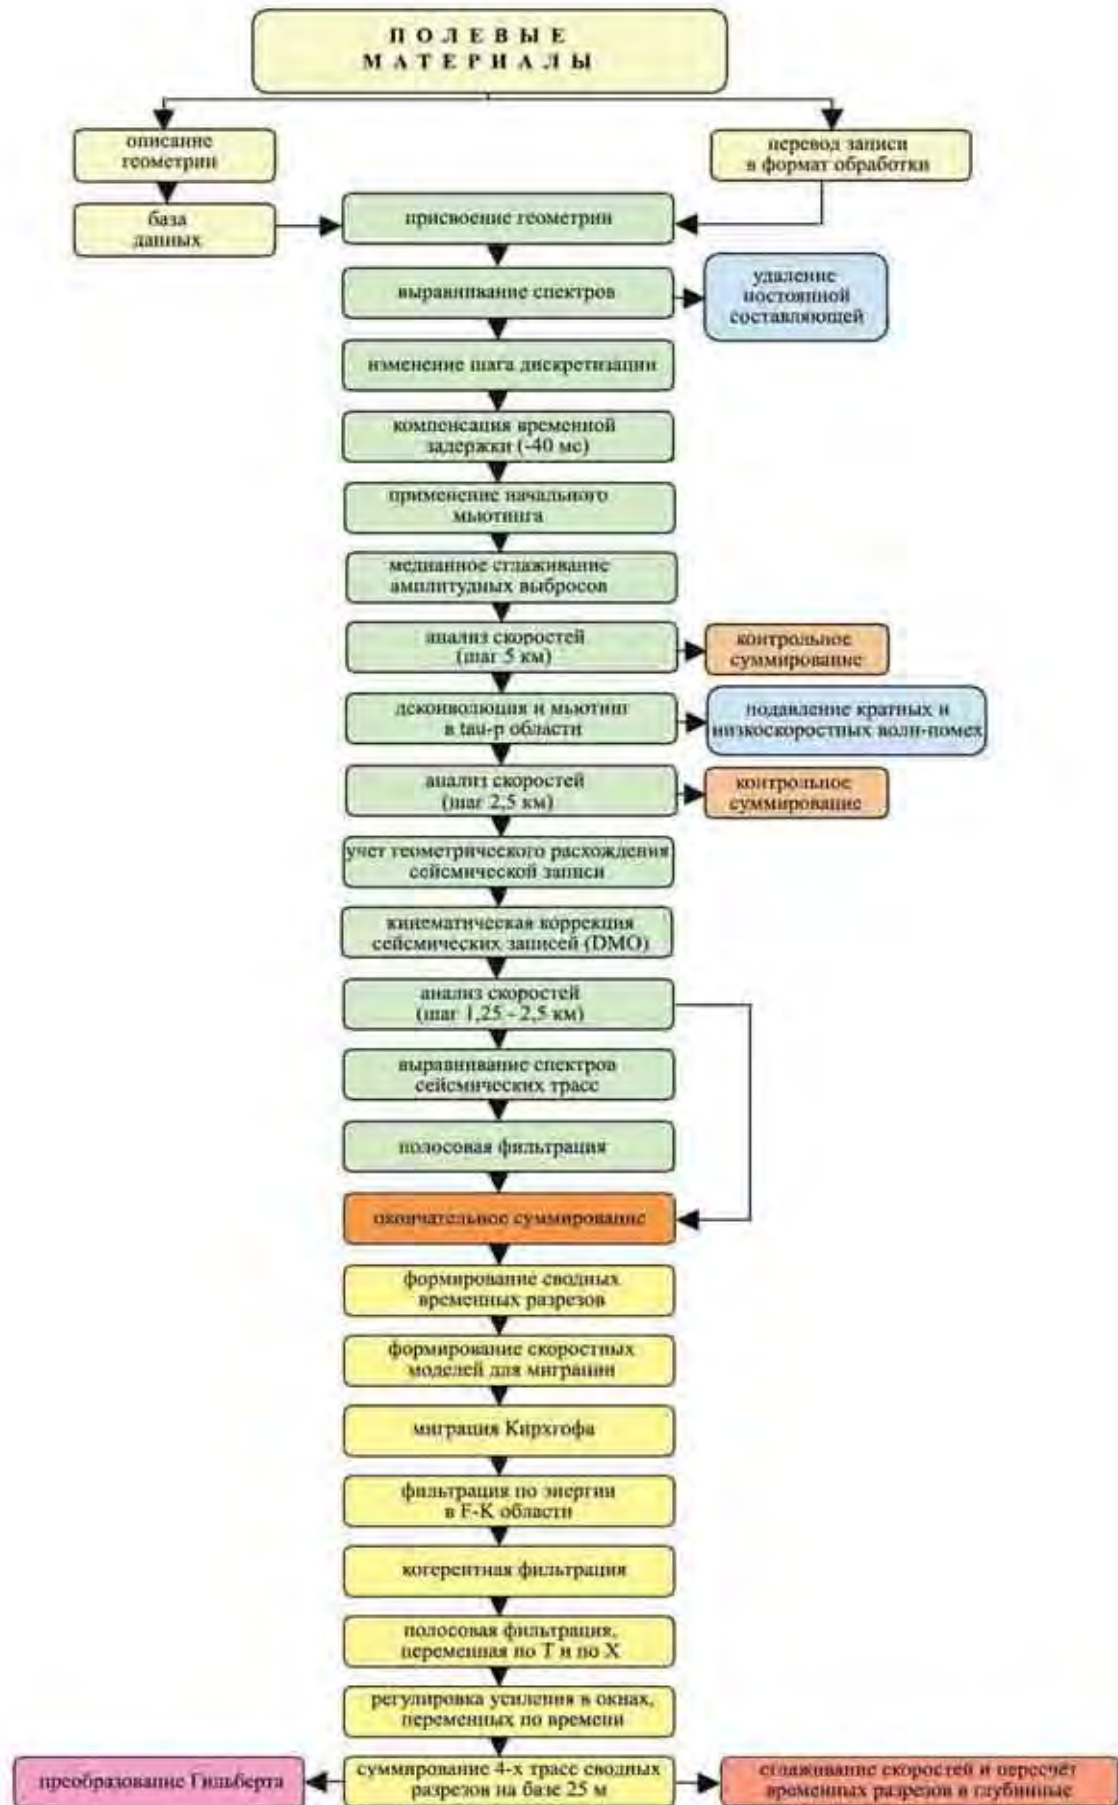 ПОЛЕВЫЕ
МАТЕРИАЛЫ
описание
геометрии
перевод записи
в формат обработки
база
данных
присвоение геометрии
выравнивание спектров
удаление
постоянной
составляющей
изменение шага дискретизации
компенсация временной
задержки (-40 мс)
применение начального
мьютинга
медианное сглаживание
амплитудных выбросов
анализ скоростей
(шаг 5 км)
контрольное
суммирование
деконволюция и мьютинг
в tau-p области
подавление кратных и
низкоскоростных волн-помех
анализ скоростей
(шаг 2,5 км)
контрольное
суммирование
учет геометрического расхождения
сейсмической записи
кинематическая коррекция
сейсмических записей (DMO)
анализ скоростей
(шаг 1,25 - 2,5 км)
выравнивание спектров
сейсмических трасс
полосовая фильтрация
окончательное суммирование
формирование сводных
временных разрезов
формирование скоростных
моделей для миграции
миграция Кирхгофа
фильтрация по энергии
в F-K области
когерентная фильтрация
полосовая фильтрация,
переменная по Т и по Х
регулировка усиления в окнах,
переменных по времени
преобразование Гильберта
суммирование 4-х трасс сводных
разрезов на базе 25 м
сглаживание скоростей и пересчёт
временных разрезов в глубинные